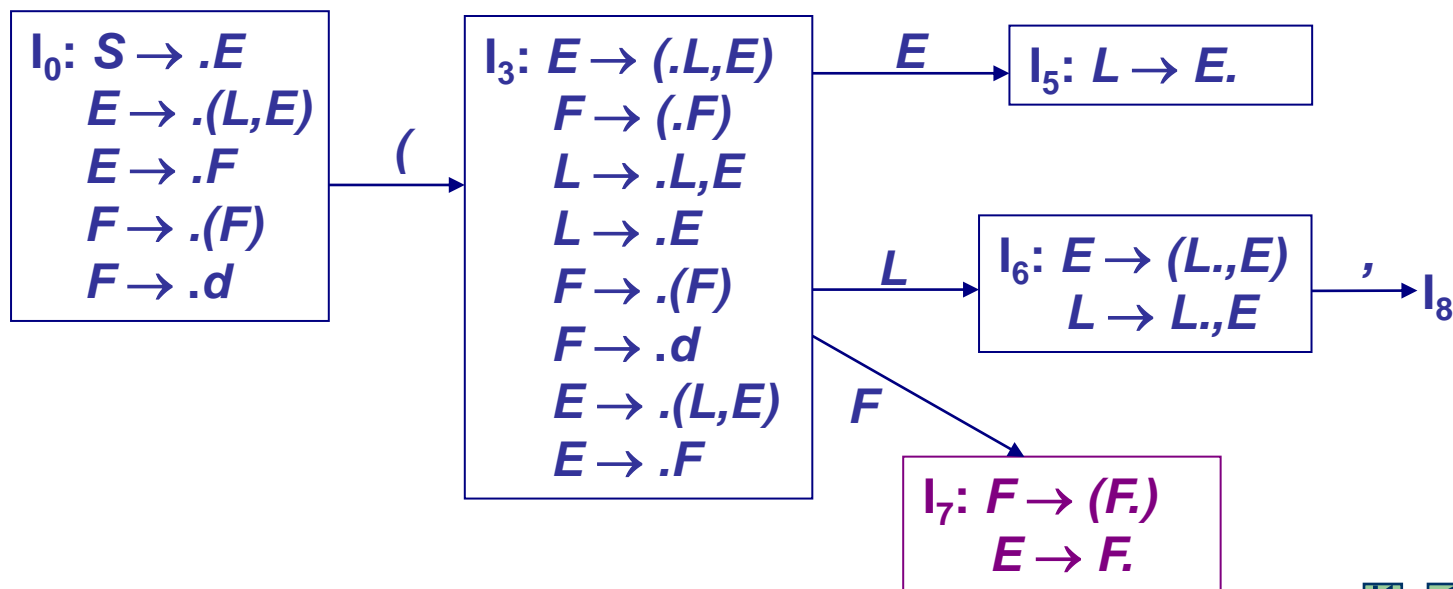 I₀: S → .E
E → .(L,E)
E → .F
F → .(F)
F → .d
(
I₃: E → (.L,E)
F → (.F)
L → .L,E
L → .E
F → .(F)
F → .d
E → .(L,E)
E → .F
E
I₅: L → E.
L
I₆: E → (L.,E)
L → L.,E
,
I₈
F
I₇: F → (F.)
E → F.